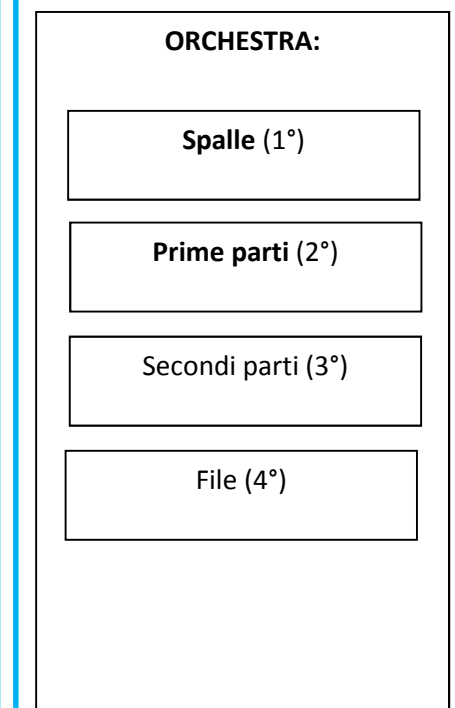 ORCHESTRA:
Spalle (1°)
Prime parti (2°)
Secondi parti (3°)
File (4°)